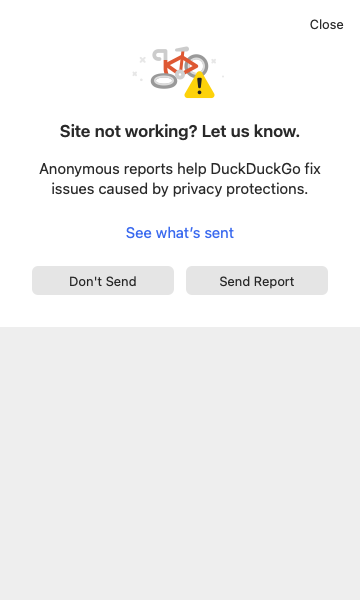 Close
Site not working? Let us know.
Anonymous reports help DuckDuckGo fix
issues caused by privacy protections.
See what’s sent
Don't Send
Send Report